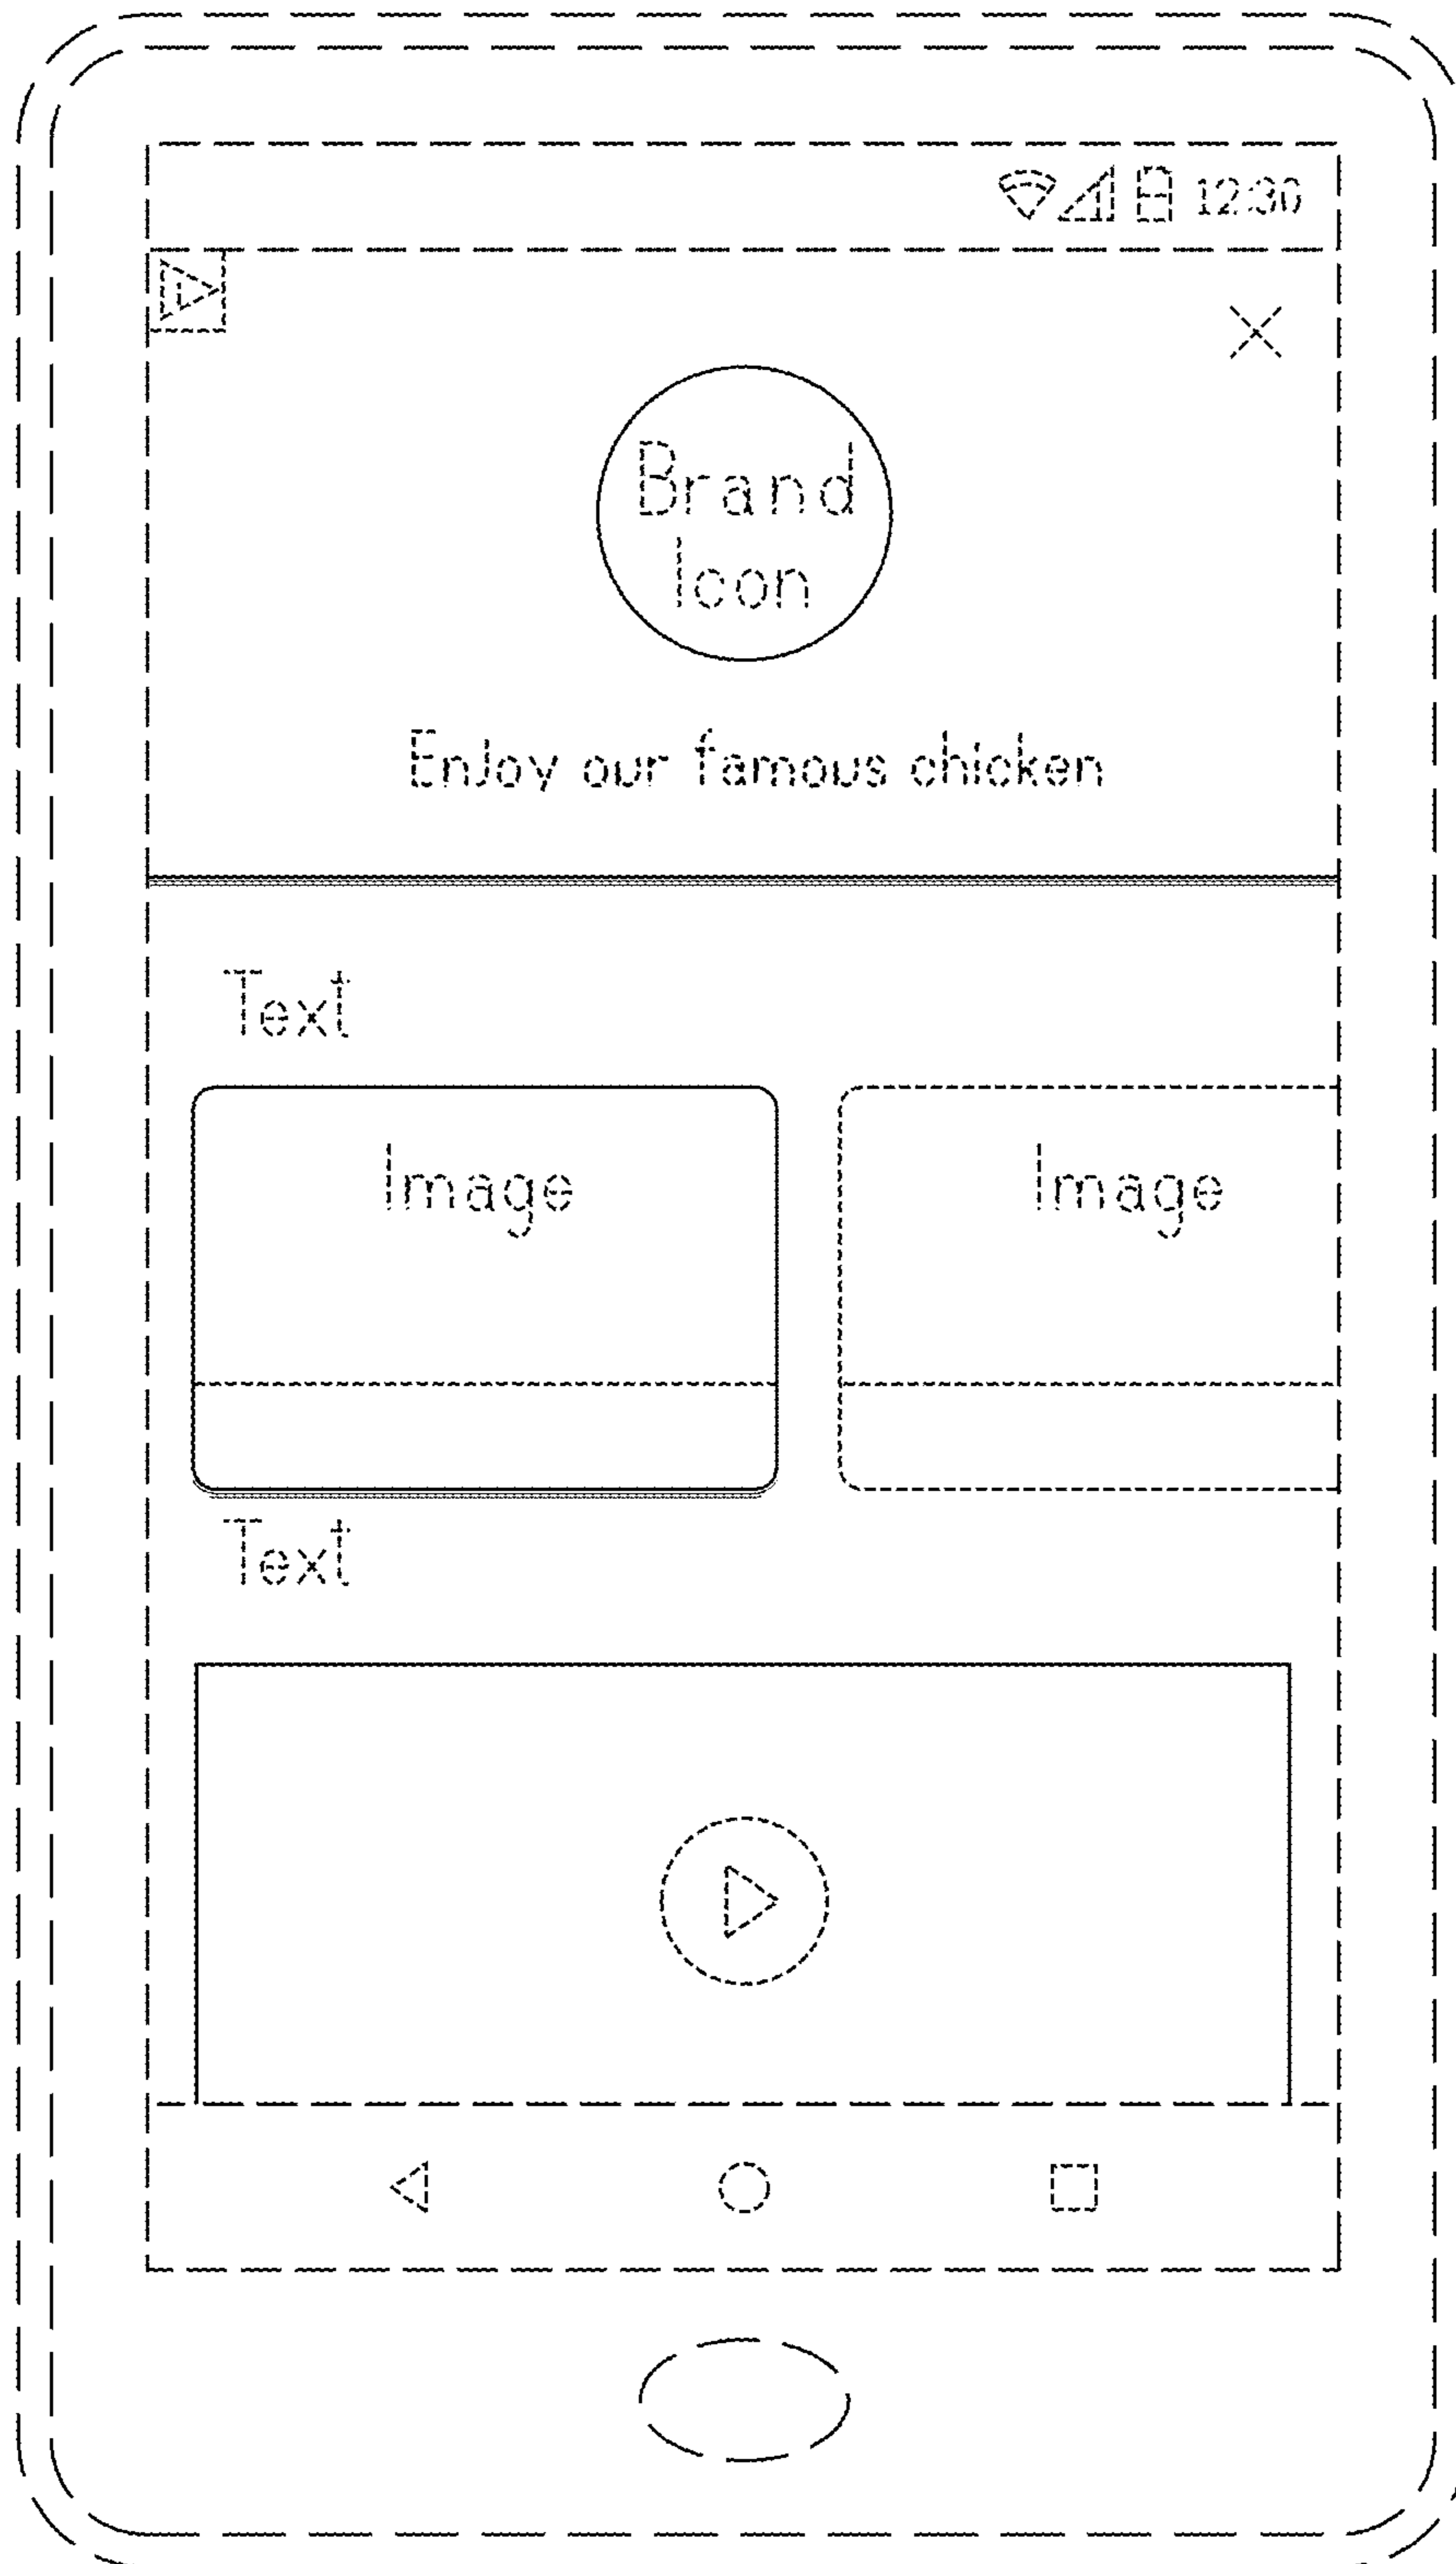 12:30
Brand
Icon
Enjoy our famous chicken
Text
Image Image
Text